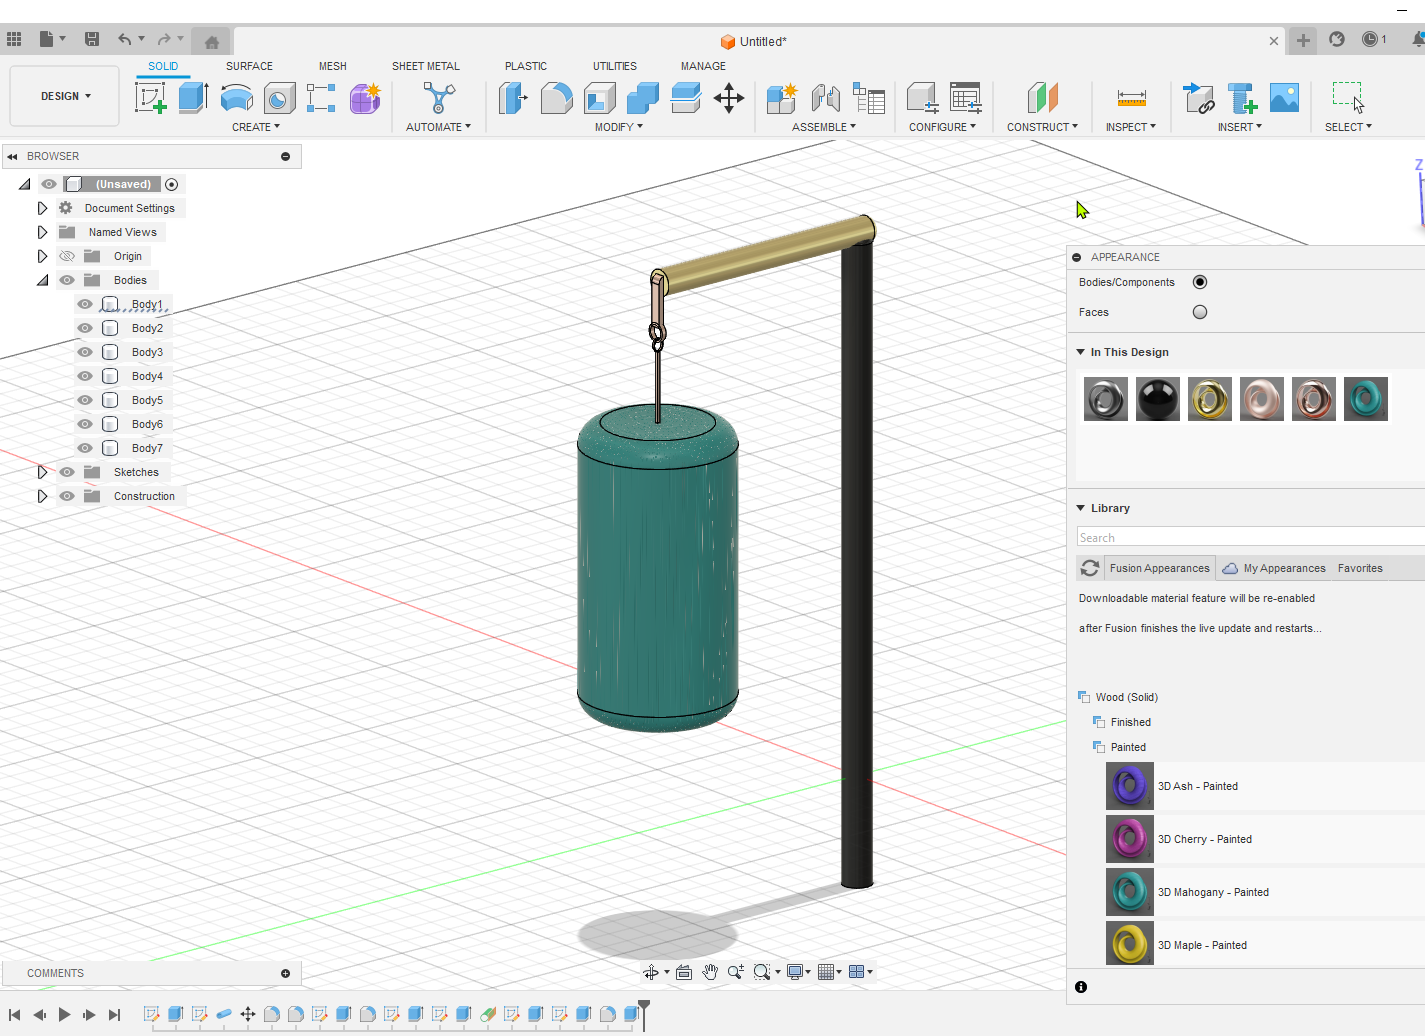 Untitled*
1
DESIGN
SOLID SURFACE MESH SHEET METAL PLASTIC UTILITIES MANAGE
CREATE AUTOMATE MODIFY ASSEMBLE CONFIGURE CONSTRUCT INSPECT INSERT SELECT
BROWSER
(Unsaved)
Document Settings
Named Views
Origin
Bodies
Body1
Body2
Body3
Body4
Body5
Body6
Body7
Sketches
Construction
Z
APPEARANCE
Bodies/Components
Faces
In This Design
Library
Search
Fusion Appearances My Appearances Favorites
Downloadable material feature will be re-enabled
after Fusion finishes the live update and restarts...
Wood (Solid)
Finished
Painted
3D Ash - Painted
3D Cherry - Painted
3D Mahogany - Painted
3D Maple - Painted
COMMENTS